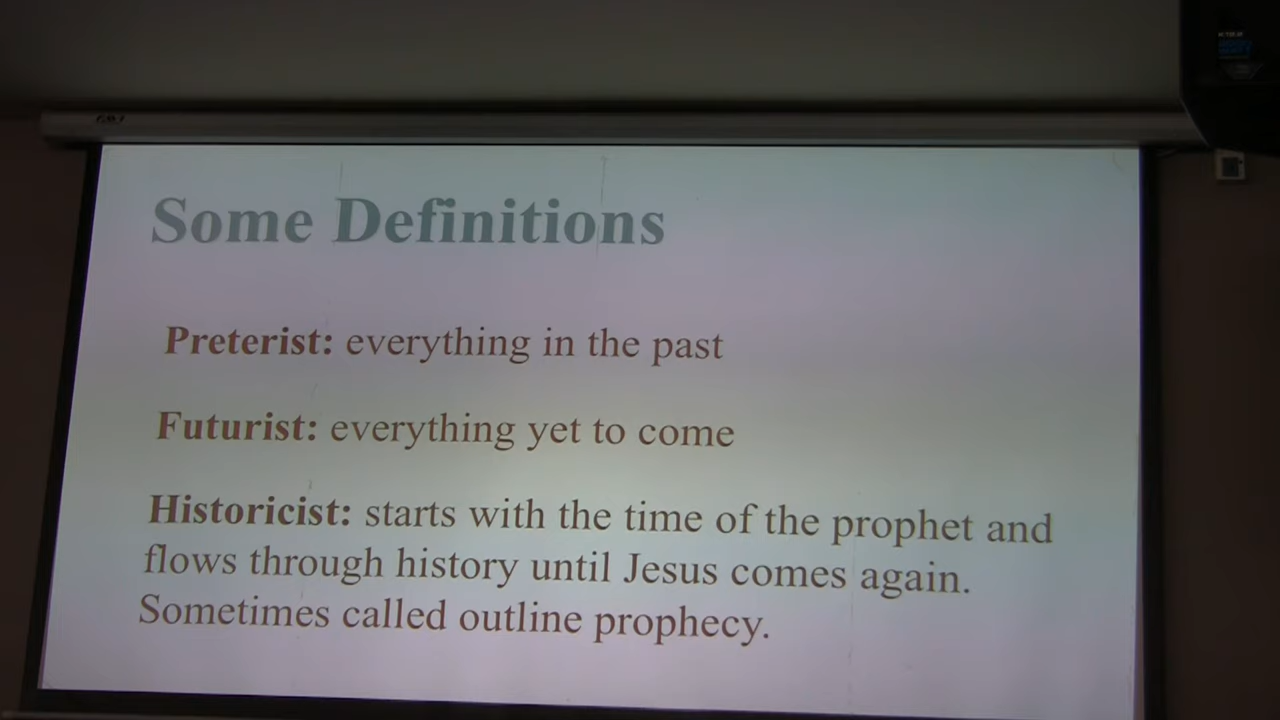 Some Definitions
Preterist: everything in the past
Futurist: everything yet to come
Historicist: starts with the time of the prophet and
flows through history until Jesus comes again.
Sometimes called outline prophecy.